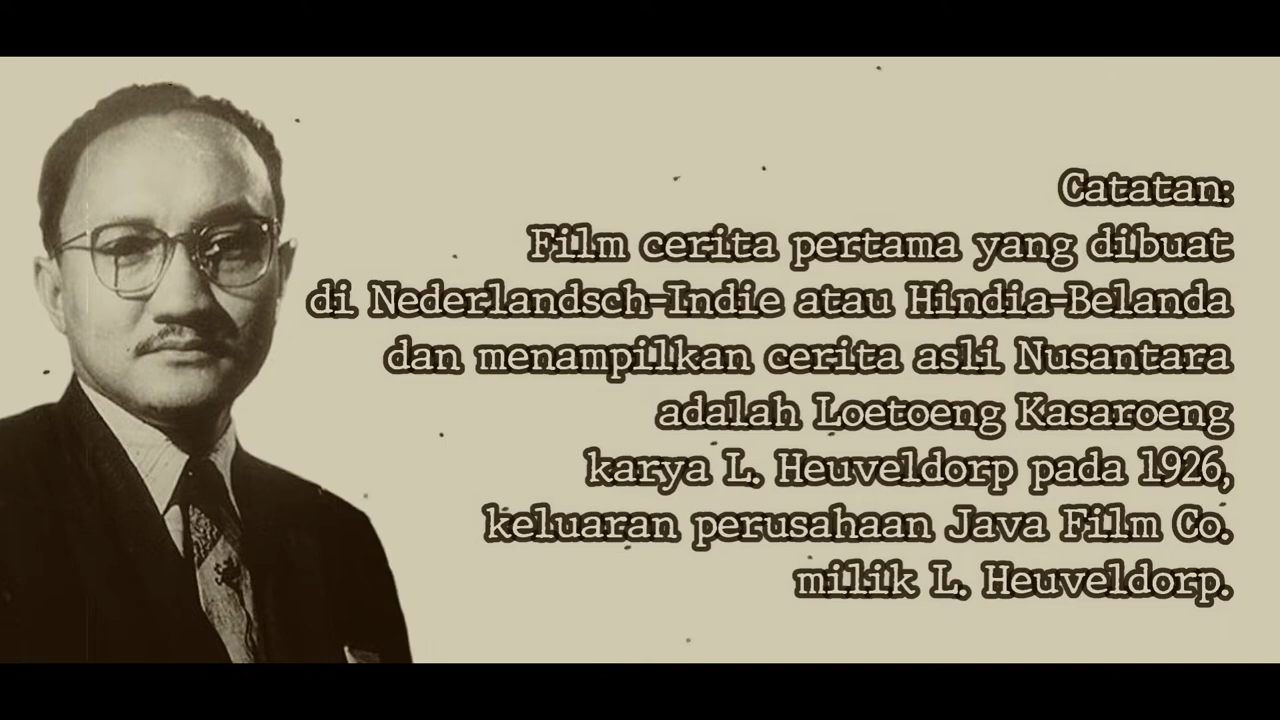 Catatan:
Film cerita pertama yang dibuat
di Nederlandsch-Indie atau Hindia-Belanda
dan menampilkan cerita asli Nusantara
adalah Loetoeng Kasaroeng
karya L. Heuveldorp pada 1926,
keluaran perusahaan Java Film Co.
milik L. Heuveldorp.